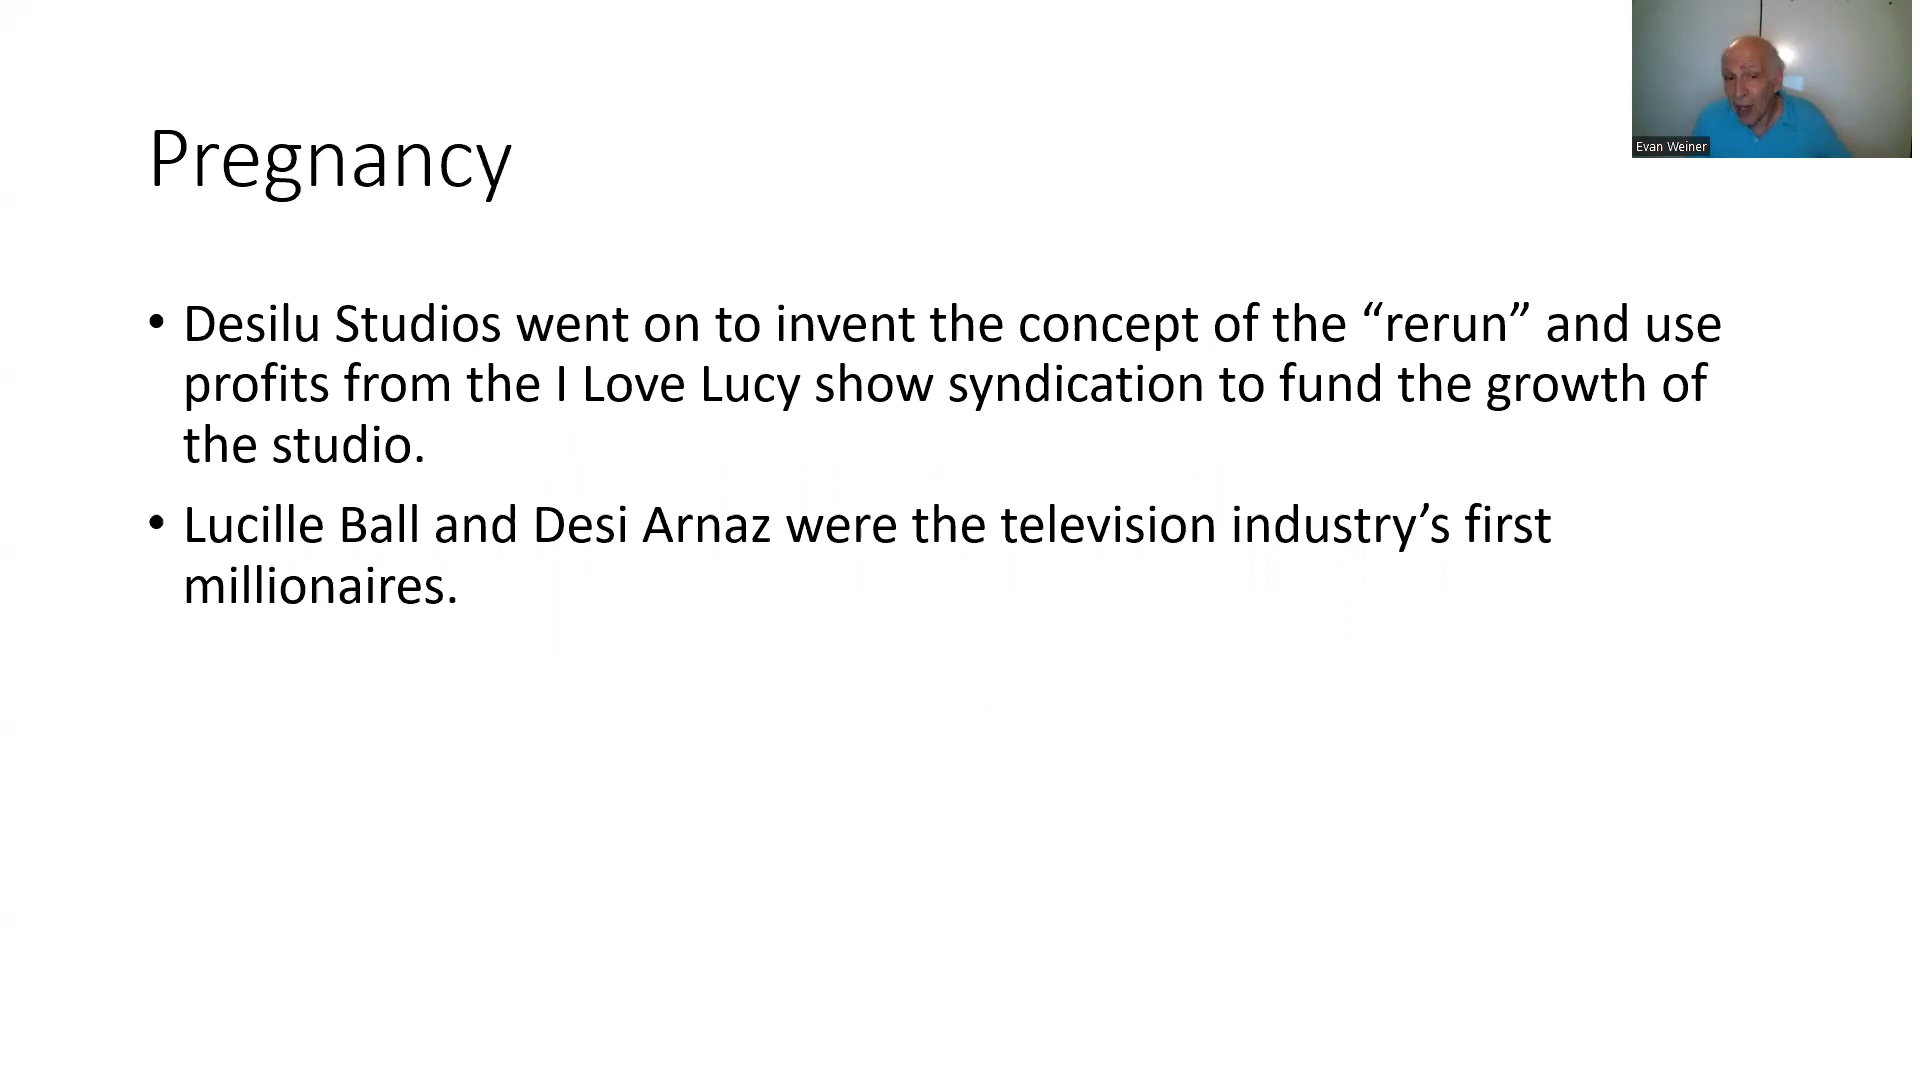 Evan Weiner
Pregnancy
• Desilu Studios went on to invent the concept of the “rerun” and use
profits from the I Love Lucy show syndication to fund the growth of
the studio.
• Lucille Ball and Desi Arnaz were the television industry’s first
millionaires.